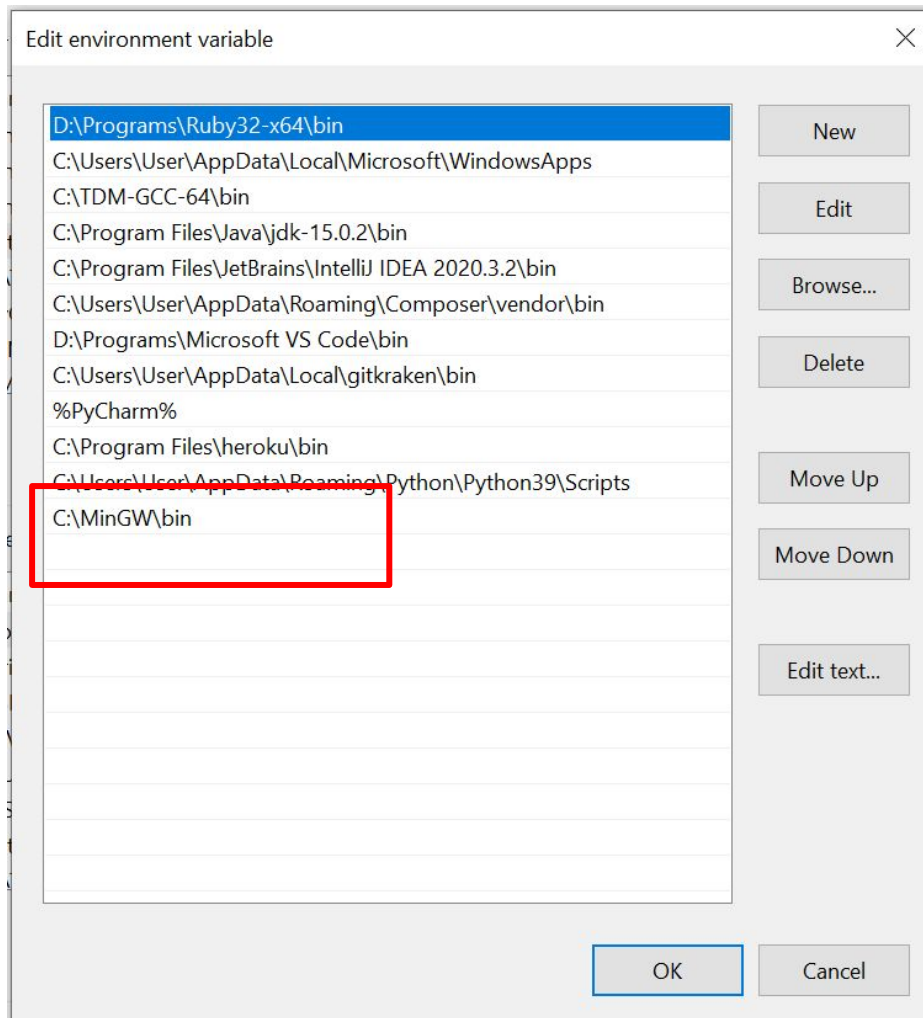 Edit environment variable
D:\Programs\Ruby32-x64\bin
New
C:\Users\User\AppData\Local\Microsoft\WindowsApps
C:\TDM-GCC-64\bin
Edit
C:\Program Files\Java\jdk-15.0.2\bin
C:\Program Files\JetBrains\IntelliJ IDEA 2020.3.2\bin
Browse...
C:\Users\User\AppData\Roaming\Composer\vendor\bin
D:\Programs\Microsoft VS Code\bin
Delete
C:\Users\User\AppData\Local\gitkraken\bin
%PyCharm%
C:\Program Files\heroku\bin
C:\Users\User\AppData\Roaming\Python\Python39\Scripts
Move Up
C:\MinGW\bin
Move Down
Edit text...
OK
Cancel